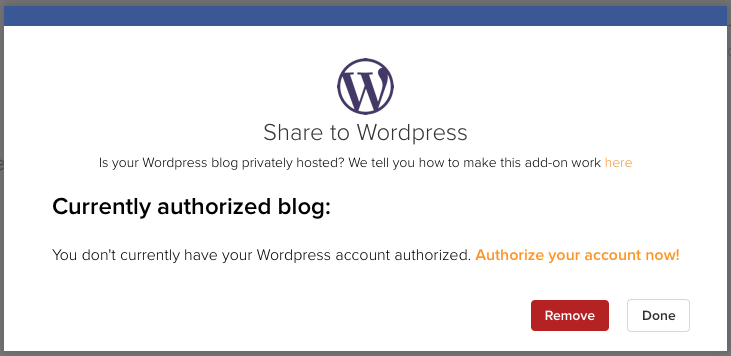 Share to Wordpress
Is your Wordpress blog privately hosted? We tell you how to make this add-on work here
Currently authorized blog:
You don't currently have your Wordpress account authorized. Authorize your account now!
Remove Done